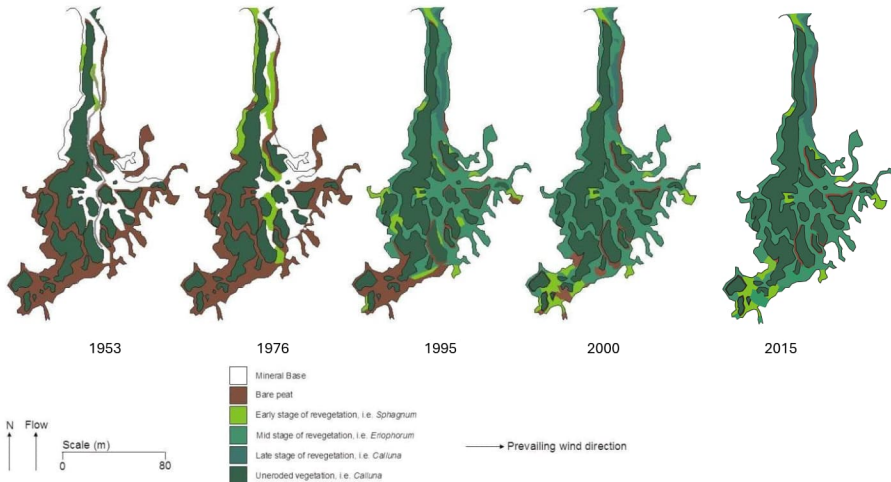 1953
1976
1995
2000
2015
Mineral Base
Bare peat
Early stage of revegetation, i.e. Sphagnum
Mid stage of revegetation, i.e. Eriophorum
Late stage of revegetation, i.e. Calluna
Uneroded vegetation, i.e. Calluna
N Flow
Scale (m)
0 80
Prevailing wind direction